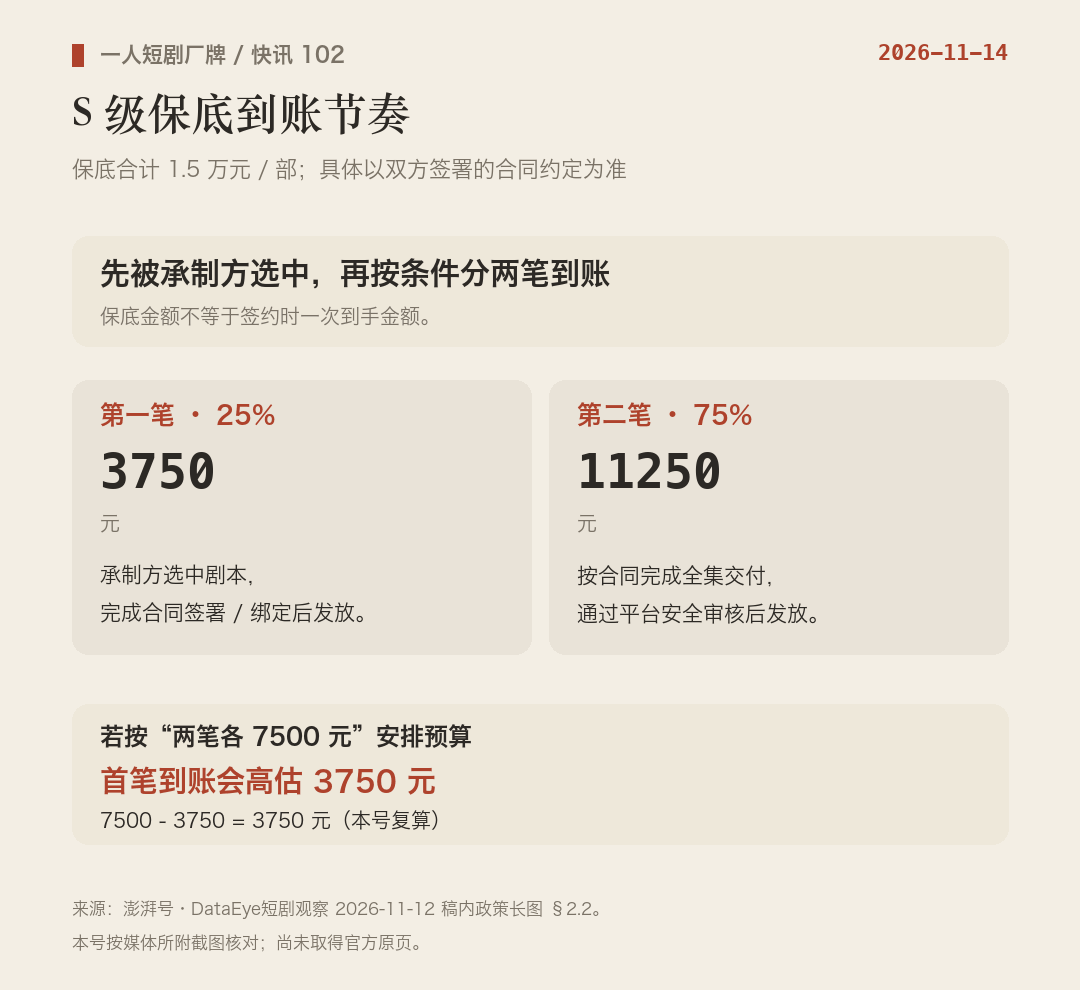 一人短剧厂牌 / 快讯 102
2026-11-14
S 级保底到账节奏
保底合计 1.5 万元 / 部；具体以双方签署的合同约定为准
先被承制方选中，再按条件分两笔到账
保底金额不等于签约时一次到手金额。
第一笔 · 25%
3750
元
承制方选中剧本，
完成合同签署 / 绑定后发放。
第二笔 · 75%
11250
元
按合同完成全集交付，
通过平台安全审核后发放。
若按“两笔各 7500 元”安排预算
首笔到账会高估 3750 元
7500 - 3750 = 3750 元（本号复算）
来源：澎湃号·DataEye短剧观察 2026-11-12 稿内政策长图 §2.2。
本号按媒体所附截图核对；尚未取得官方原页。